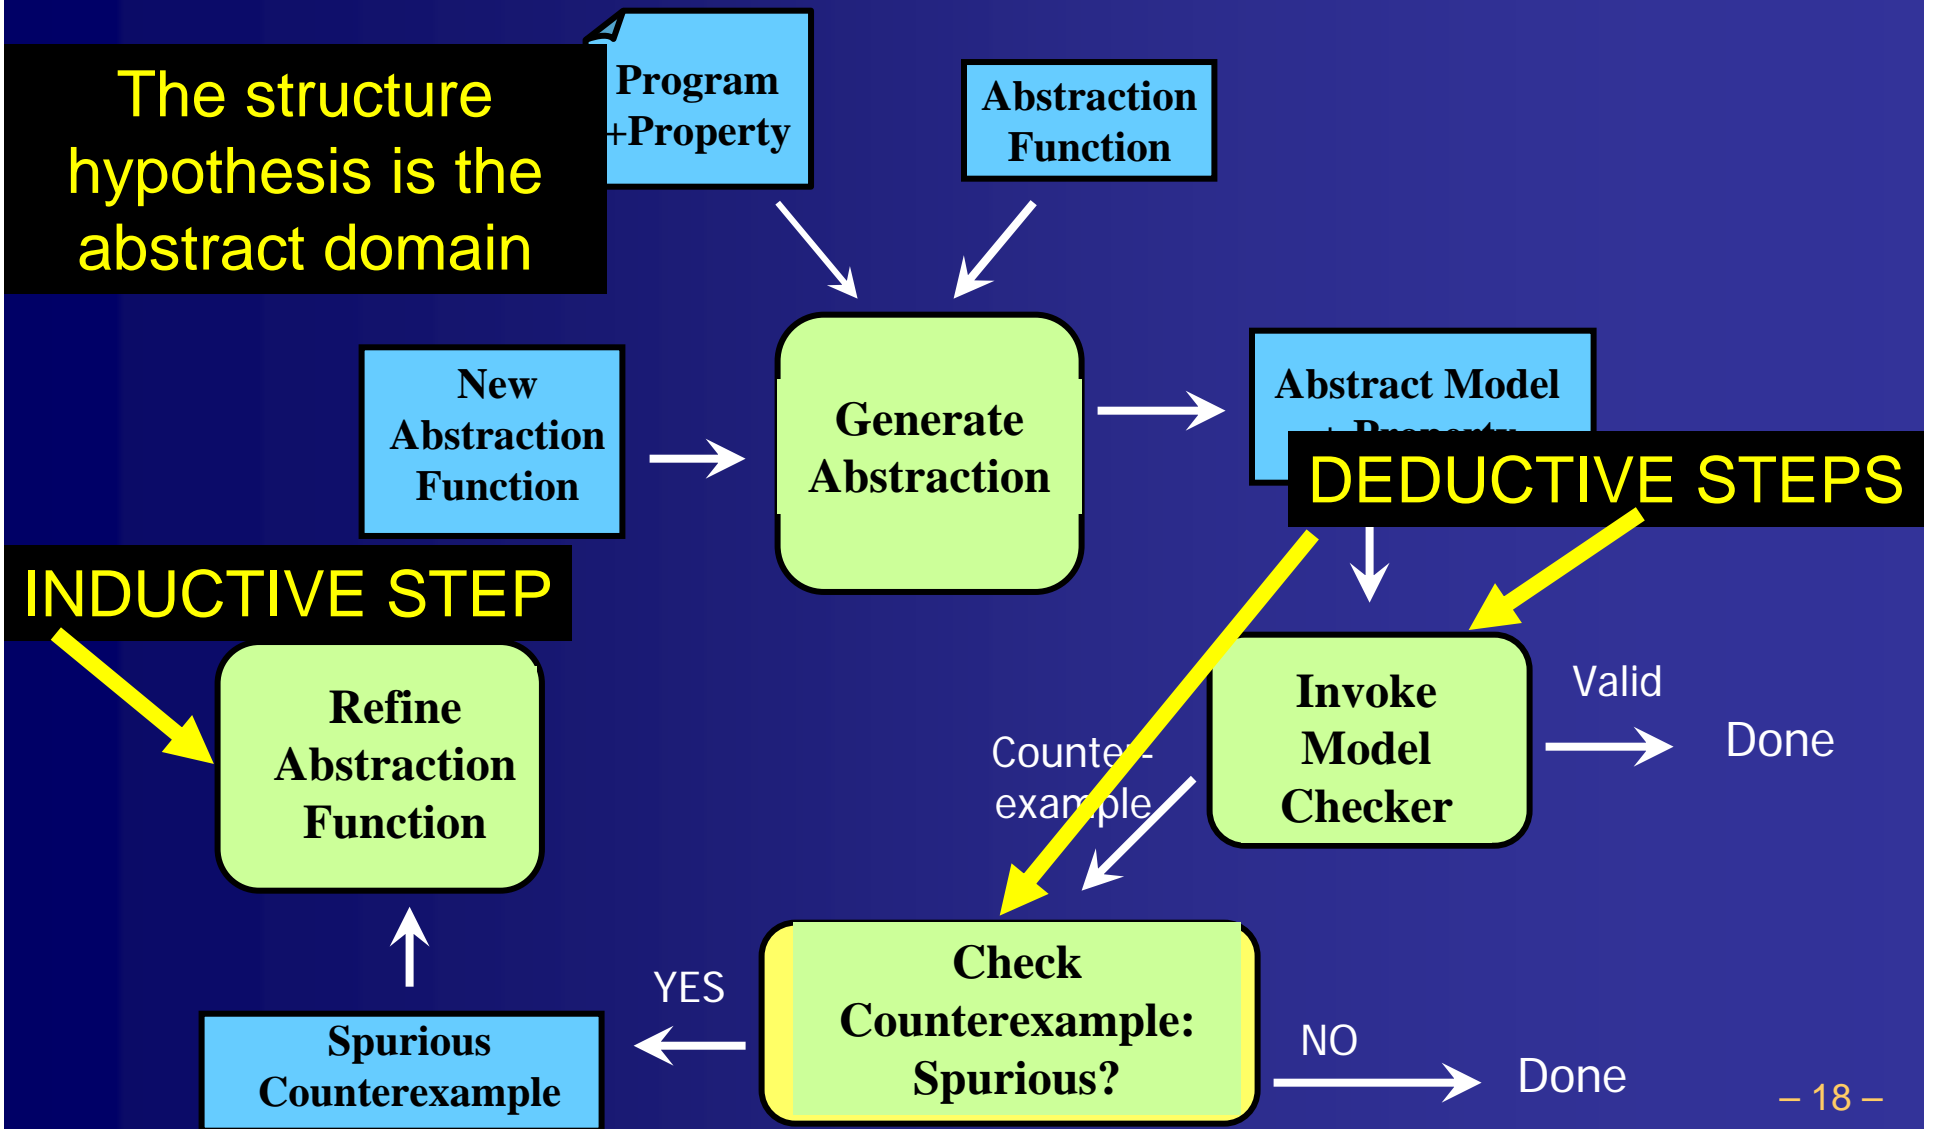 The structure
hypothesis is the
abstract domain
Program
+Property
Abstraction
Function
New
Abstraction
Function
Generate
Abstraction
Abstract Model
+ Property
DEDUCTIVE STEPS
INDUCTIVE STEP
Refine
Abstraction
Function
Invoke
Model
Checker
Valid
Done
Counter-
example
Check
Counterexample:
Spurious?
YES
NO
Done
Spurious
Counterexample
– 18 –